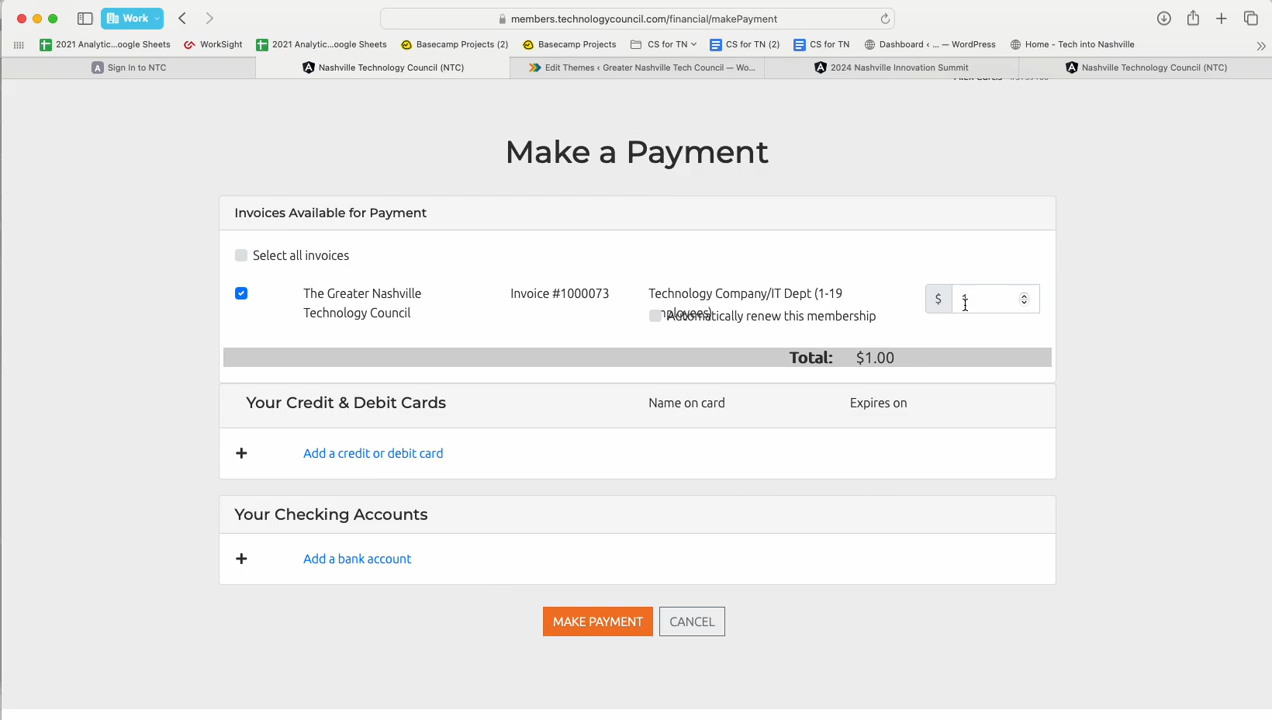 Work
members.technologycouncil.com/financial/makePayment
2021 Analytic...oogle Sheets
WorkSight
2021 Analytic...oogle Sheets
Basecamp Projects (2)
Basecamp Projects
CS for TN
CS for TN (2)
CS for TN
Dashboard ‹ ... — WordPress
Home - Tech into Nashville
Sign In to NTC
Nashville Technology Council (NTC)
Edit Themes ‹ Greater Nashville Tech Council — Wo...
2024 Nashville Innovation Summit
Nashville Technology Council (NTC)
Make a Payment
Invoices Available for Payment
Select all invoices
The Greater Nashville
Technology Council
Invoice #1000073
Technology Company/IT Dept (1-19
Automatically renew this membership
$
Total: $1.00
Your Credit & Debit Cards
Name on card
Expires on
+ Add a credit or debit card
Your Checking Accounts
+ Add a bank account
MAKE PAYMENT
CANCEL